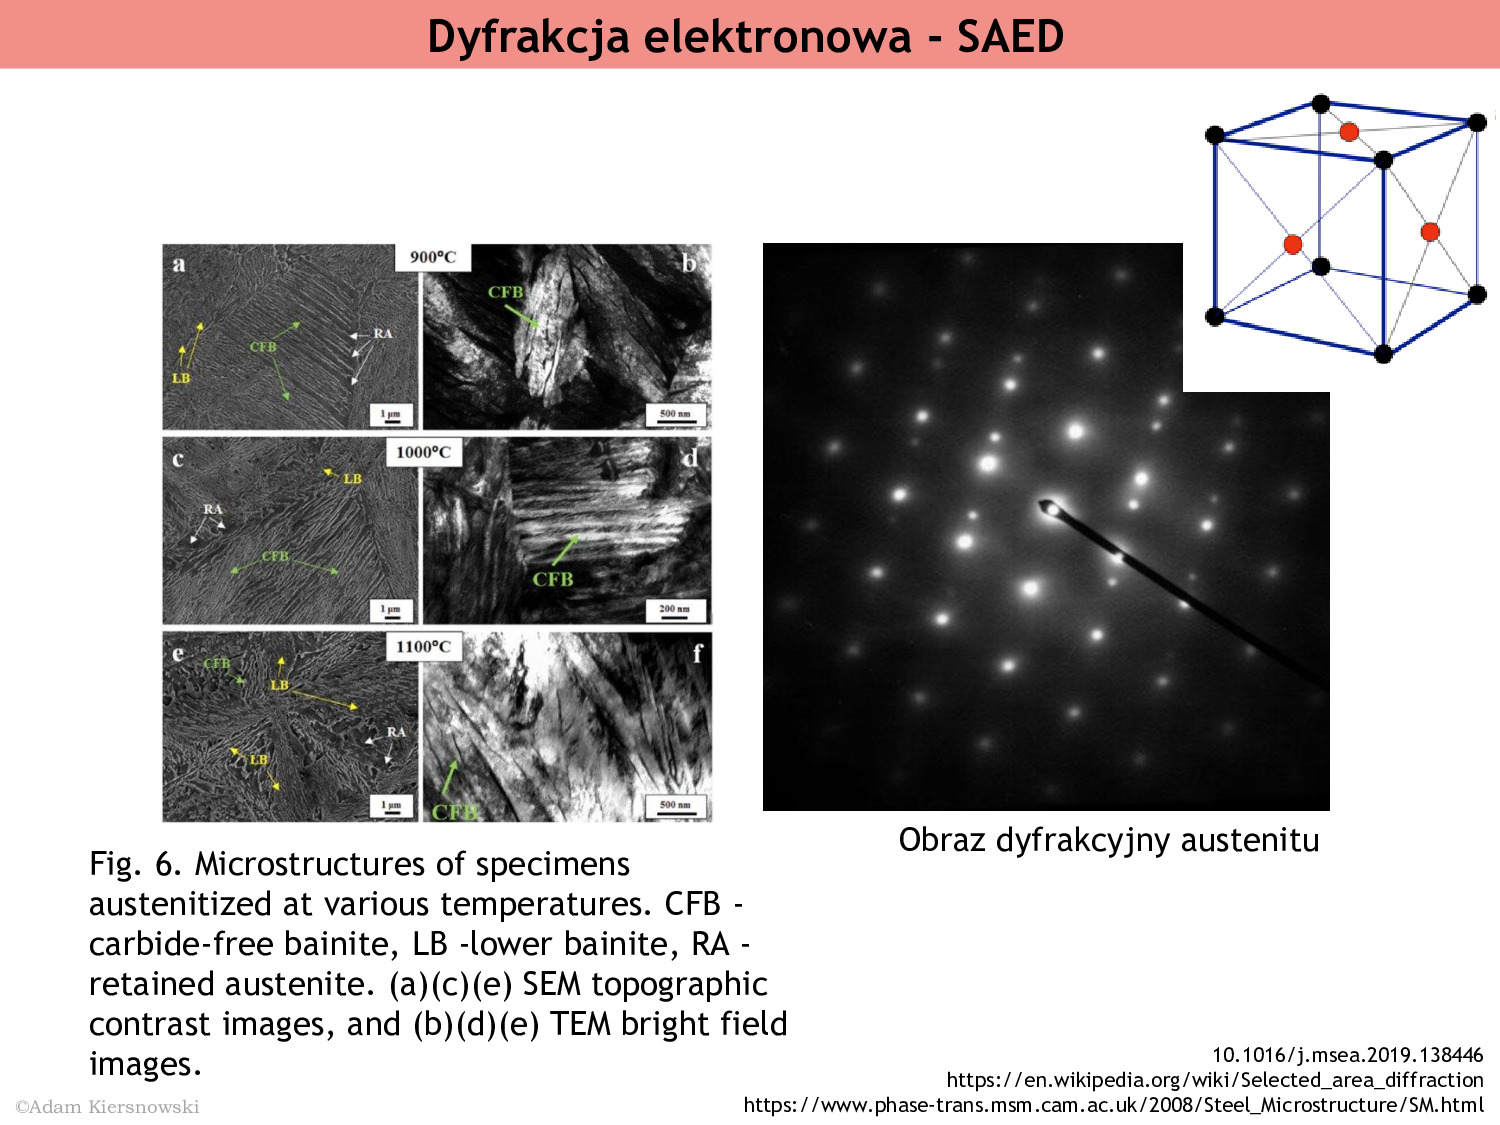 Dyfrakcja elektronowa - SAED
900°C
a
b
CFB
RA
CFB
LB
1 µm
500 nm
1000°C
c
d
LB
RA
CFB
CFB
1 µm
200 nm
1100°C
e
f
CFB
LB
RA
LB
CFB
1 µm
500 nm
Obraz dyfrakcyjny austenitu
Fig. 6. Microstructures of specimens
austenitized at various temperatures. CFB -
carbide-free bainite, LB -lower bainite, RA -
retained austenite. (a)(c)(e) SEM topographic
contrast images, and (b)(d)(e) TEM bright field
images.
10.1016/j.msea.2019.138446
https://en.wikipedia.org/wiki/Selected_area_diffraction
https://www.phase-trans.msm.cam.ac.uk/2008/Steel_Microstructure/SM.html
©Adam Kiersnowski